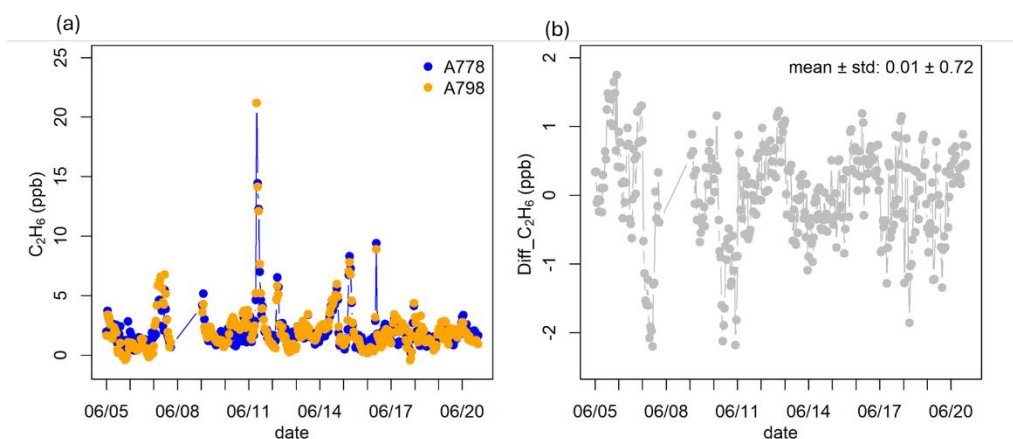 (a)
C₂H₆ (ppb)
25
20
15
10
5
0
A778
A798
06/05 06/08 06/11 06/14 06/17 06/20
date
(b)
Diff_C₂H₆ (ppb)
2
1
0
-1
-2
mean ± std: 0.01 ± 0.72
06/05 06/08 06/11 06/14 06/17 06/20
date